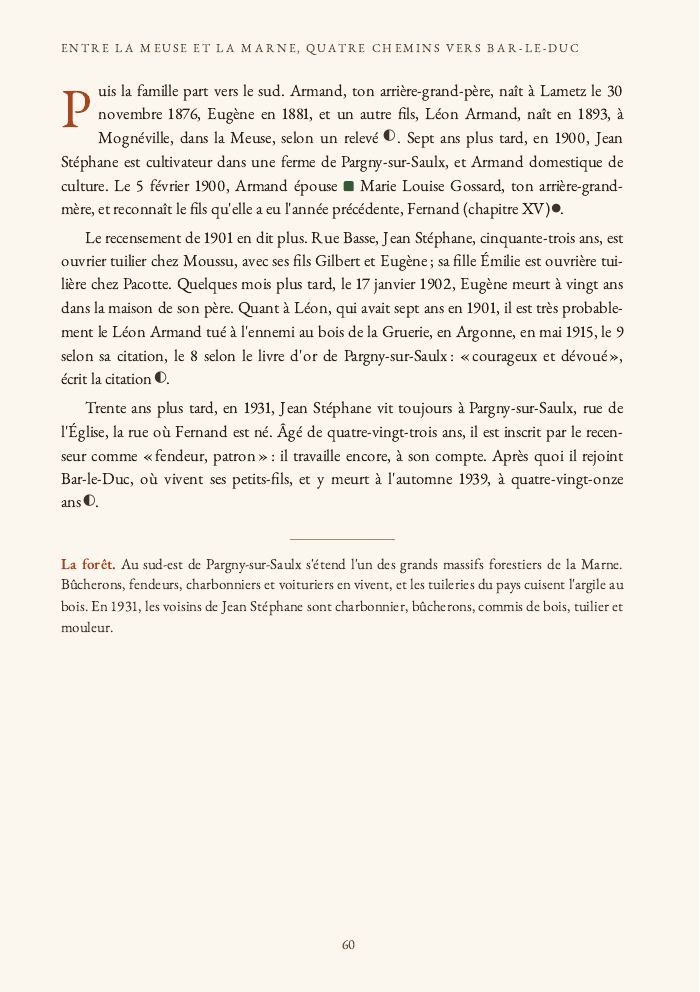 ENTRE LA MEUSE ET LA MARNE, QUATRE CHEMINS VERS BAR-LE-DUC
Puis la famille part vers le sud. Armand, ton arrière-grand-père, naît à Lametz le 30
novembre 1876, Eugène en 1881, et un autre fils, Léon Armand, naît en 1893, à
Mognéville, dans la Meuse, selon un relevé ◐. Sept ans plus tard, en 1900, Jean
Stéphane est cultivateur dans une ferme de Pargny-sur-Saulx, et Armand domestique de
culture. Le 5 février 1900, Armand épouse ■ Marie Louise Gossard, ton arrière-grand-
mère, et reconnaît le fils qu'elle a eu l'année précédente, Fernand (chapitre XV)●.
Le recensement de 1901 en dit plus. Rue Basse, Jean Stéphane, cinquante-trois ans, est
ouvrier tuilier chez Moussu, avec ses fils Gilbert et Eugène ; sa fille Émilie est ouvrière tui-
lière chez Pacotte. Quelques mois plus tard, le 17 janvier 1902, Eugène meurt à vingt ans
dans la maison de son père. Quant à Léon, qui avait sept ans en 1901, il est très probable-
ment le Léon Armand tué à l'ennemi au bois de la Gruerie, en Argonne, en mai 1915, le 9
selon sa citation, le 8 selon le livre d'or de Pargny-sur-Saulx : « courageux et dévoué »,
écrit la citation ◐.
Trente ans plus tard, en 1931, Jean Stéphane vit toujours à Pargny-sur-Saulx, rue de
l'Église, la rue où Fernand est né. Âgé de quatre-vingt-trois ans, il est inscrit par le recen-
seur comme « fendeur, patron » : il travaille encore, à son compte. Après quoi il rejoint
Bar-le-Duc, où vivent ses petits-fils, et y meurt à l'automne 1939, à quatre-vingt-onze
ans ◐.
La forêt. Au sud-est de Pargny-sur-Saulx s'étend l'un des grands massifs forestiers de la Marne.
Bûcherons, fendeurs, charbonniers et voituriers en vivent, et les tuileries du pays cuisent l'argile au
bois. En 1931, les voisins de Jean Stéphane sont charbonnier, bûcherons, commis de bois, tuilier et
mouleur.
60